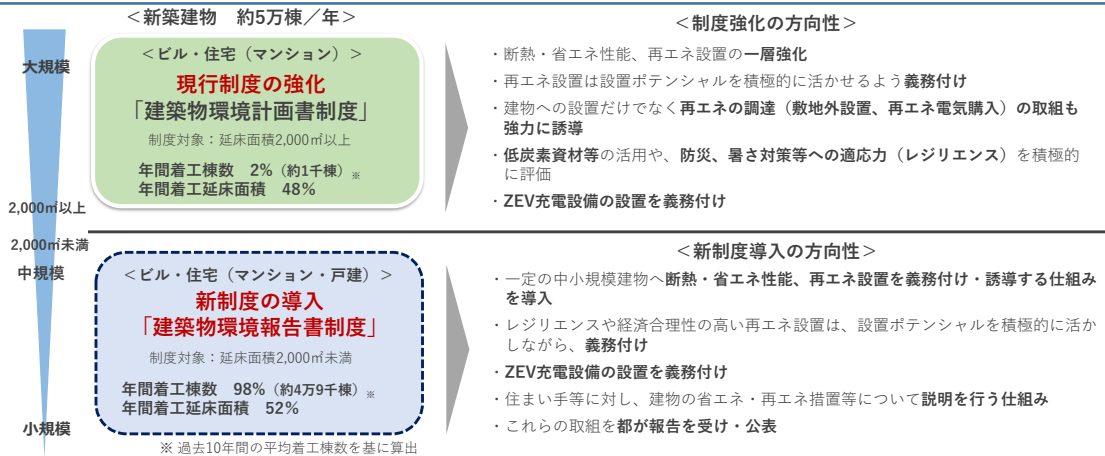 ＜新築建物　約5万棟／年＞
大規模
＜ビル・住宅（マンション）＞
現行制度の強化
「建築物環境計画書制度」
制度対象：延床面積2,000㎡以上
年間着工棟数　2%（約1千棟）※
年間着工延床面積　48%
2,000㎡以上
＜制度強化の方向性＞
・断熱・省エネ性能、再エネ設置の一層強化
・再エネ設置は設置ポテンシャルを積極的に活かせるよう義務付け
・建物への設置だけでなく再エネの調達（敷地外設置、再エネ電気購入）の取組も
強力に誘導
・低炭素資材等の活用や、防災、暑さ対策等への適応力（レジリエンス）を積極的
に評価
・ZEV充電設備の設置を義務付け
2,000㎡未満
中規模
＜ビル・住宅（マンション・戸建）＞
新制度の導入
「建築物環境報告書制度」
制度対象：延床面積2,000㎡未満
年間着工棟数　98%（約4万9千棟）※
年間着工延床面積　52%
小規模
※ 過去10年間の平均着工棟数を基に算出
＜新制度導入の方向性＞
・一定の中小規模建物へ断熱・省エネ性能、再エネ設置を義務付け・誘導する仕組み
を導入
・レジリエンスや経済合理性の高い再エネ設置は、設置ポテンシャルを積極的に活か
しながら、義務付け
・ZEV充電設備の設置を義務付け
・住まい手等に対し、建物の省エネ・再エネ措置等について説明を行う仕組み
・これらの取組を都が報告を受け・公表